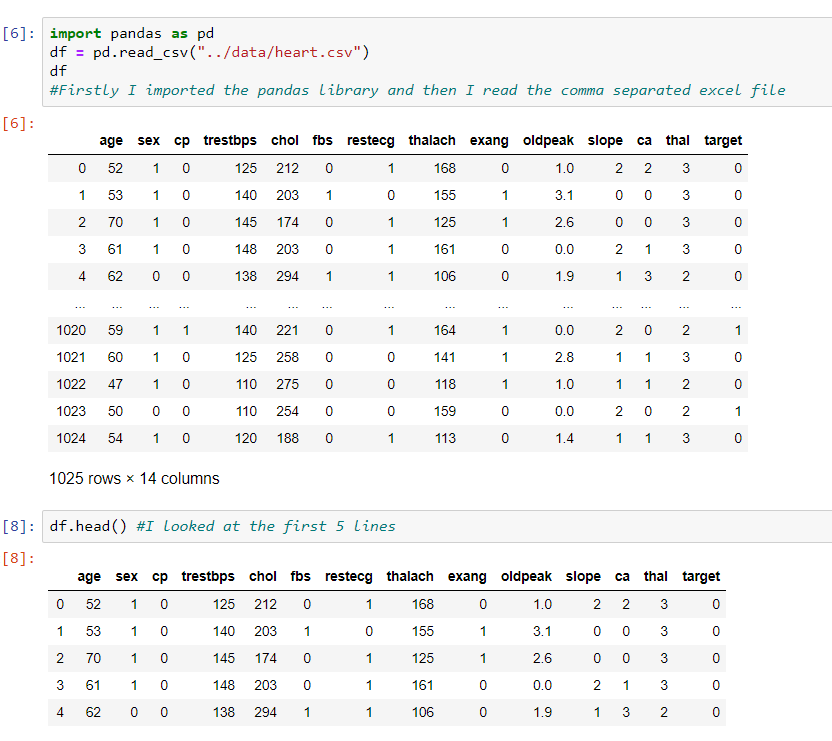 [6]: import pandas as pd
df = pd.read_csv("../data/heart.csv")
df
#Firstly I imported the pandas library and then I read the comma separated excel file
[6]:
age sex cp trestbps chol fbs restecg thalach exang oldpeak slope ca thal target
0 52 1 0 125 212 0 1 168 0 1.0 2 2 3 0
1 53 1 0 140 203 1 0 155 1 3.1 0 0 3 0
2 70 1 0 145 174 0 1 125 1 2.6 0 0 3 0
3 61 1 0 148 203 0 1 161 0 0.0 2 1 3 0
4 62 0 0 138 294 1 1 106 0 1.9 1 3 2 0
... ... ... ... ... ... ... ... ... ... ... ... ... ... ...
1020 59 1 1 140 221 0 1 164 1 0.0 2 0 2 1
1021 60 1 0 125 258 0 0 141 1 2.8 1 1 3 0
1022 47 1 0 110 275 0 0 118 1 1.0 1 1 2 0
1023 50 0 0 110 254 0 0 159 0 0.0 2 0 2 1
1024 54 1 0 120 188 0 1 113 0 1.4 1 1 3 0
1025 rows × 14 columns
[8]: df.head() #I looked at the first 5 lines
[8]:
age sex cp trestbps chol fbs restecg thalach exang oldpeak slope ca thal target
0 52 1 0 125 212 0 1 168 0 1.0 2 2 3 0
1 53 1 0 140 203 1 0 155 1 3.1 0 0 3 0
2 70 1 0 145 174 0 1 125 1 2.6 0 0 3 0
3 61 1 0 148 203 0 1 161 0 0.0 2 1 3 0
4 62 0 0 138 294 1 1 106 0 1.9 1 3 2 0